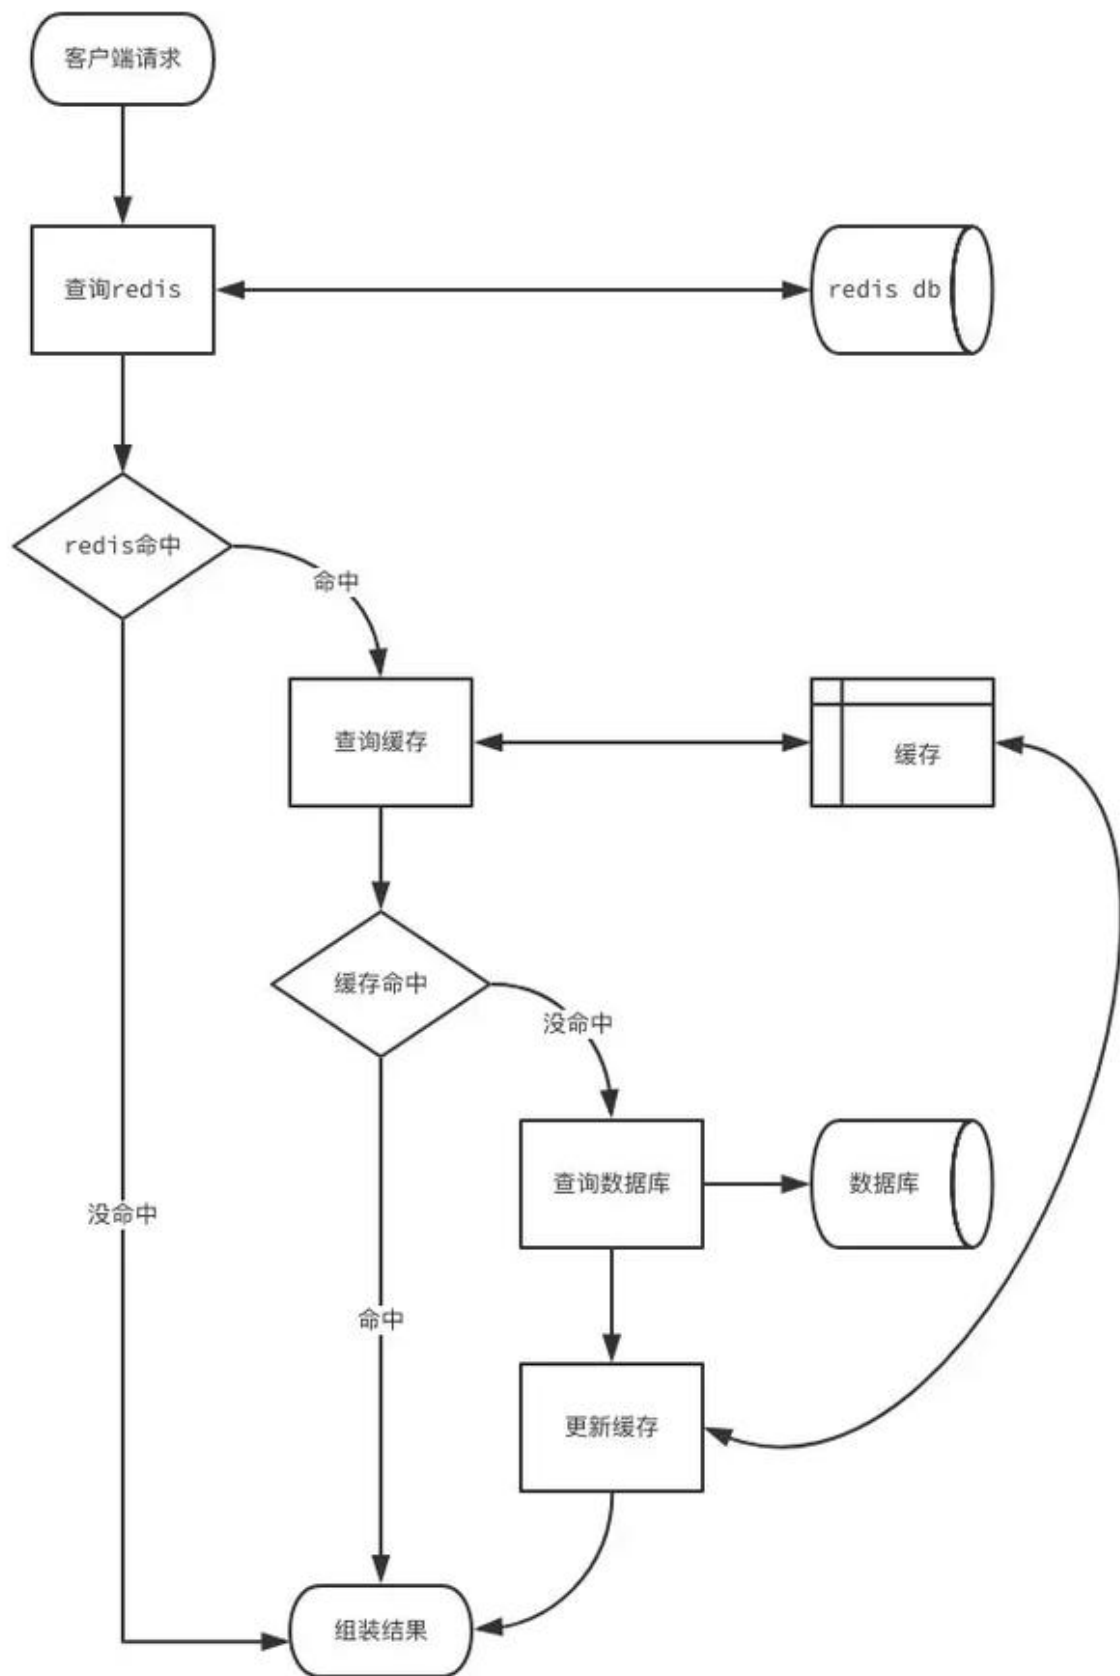 客户端请求
查询redis
redis db
redis命中
命中
查询缓存
缓存
缓存命中
没命中
查询数据库
数据库
没命中
命中
更新缓存
组装结果